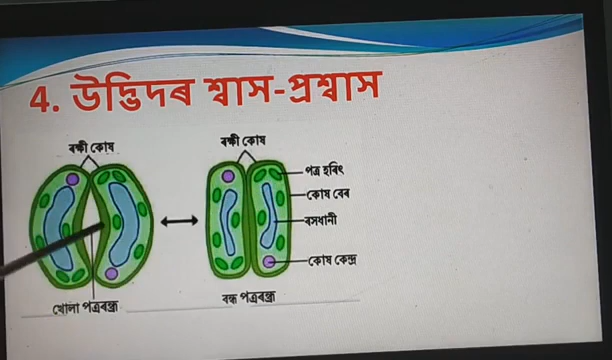 4. উদ্ভিদৰ শ্বাস-প্ৰশ্বাস
ৰক্ষী কোষ
ৰক্ষী কোষ
পত্ৰ হৰিৎ
কোষ বেৰ
ৰসধানী
কোষ কেন্দ্ৰ
খোলা পত্ৰৰন্ধ্ৰ
বন্ধ পত্ৰৰন্ধ্ৰ